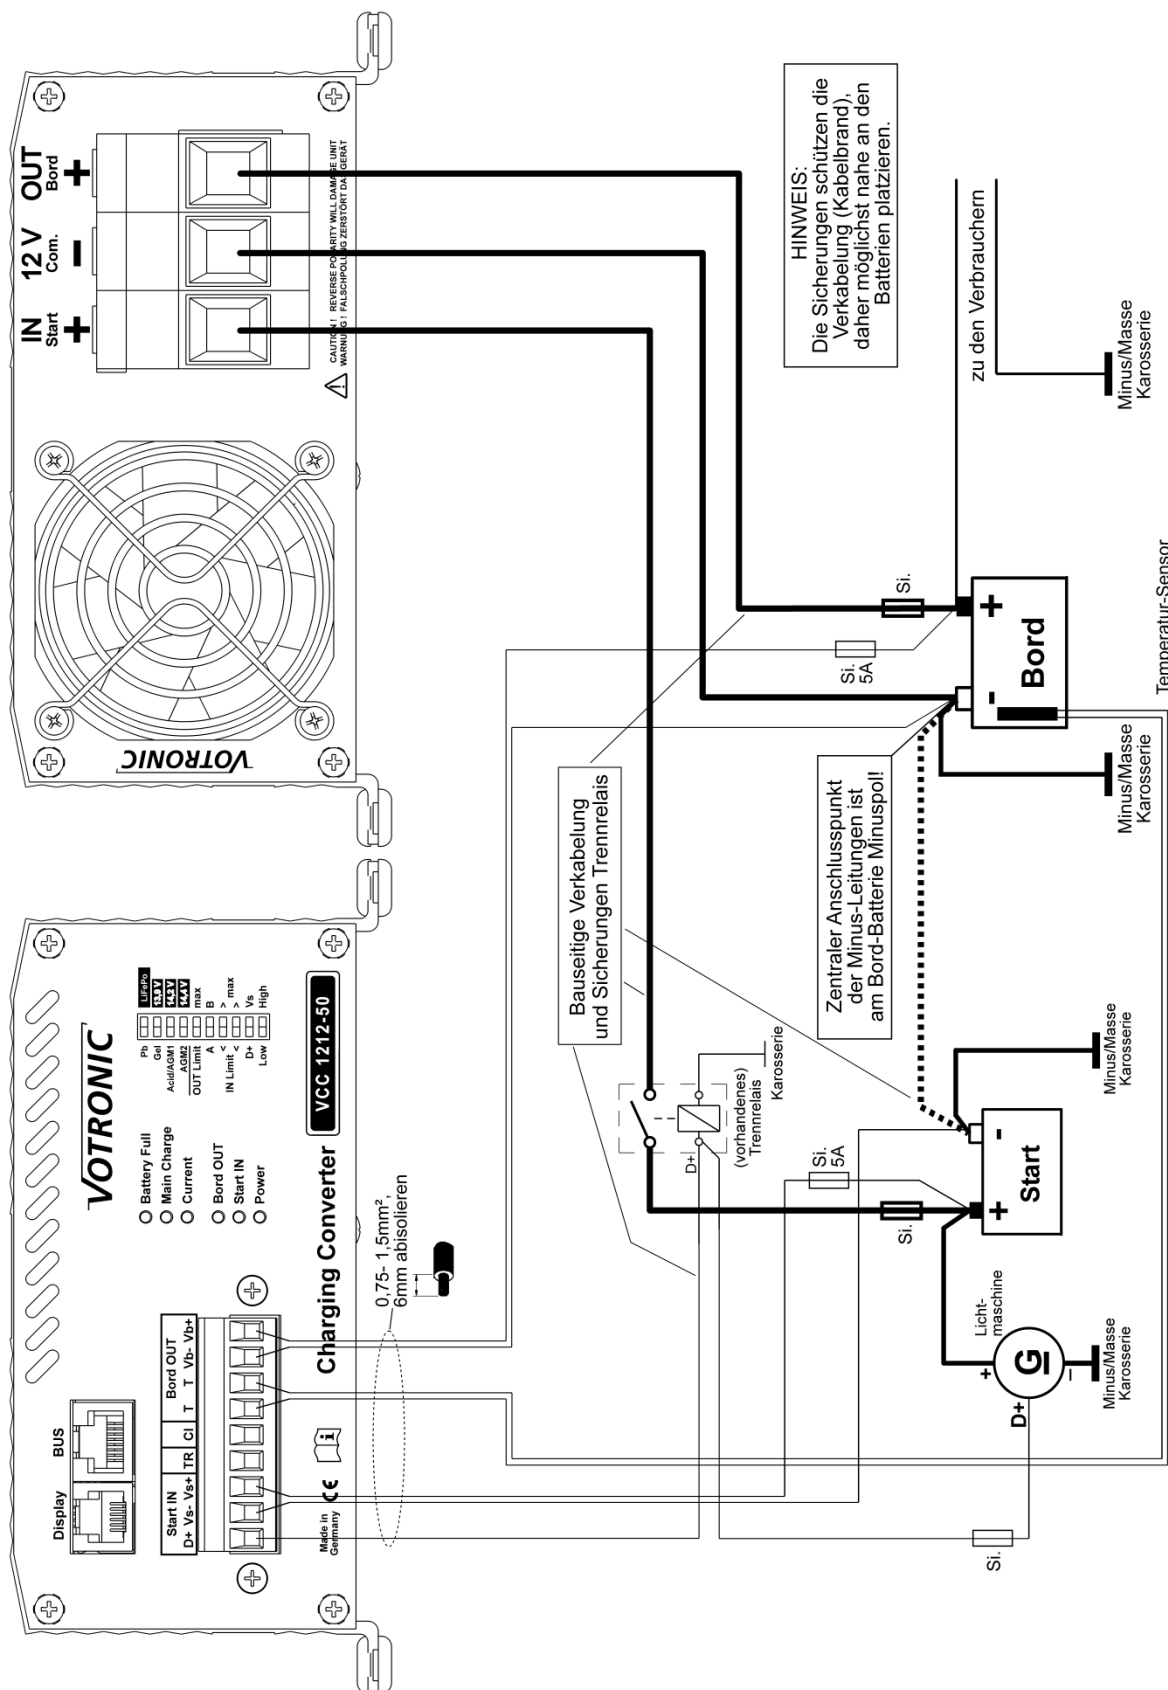 VOTRONIC
OUT
Bord
+
12 V
Com.
−
IN
Start
+
CAUTION ! REVERSE POLARITY WILL DAMAGE UNIT
WARNUNG ! FALSCHPOLUNG ZERSTÖRT DAS GERÄT
Display
BUS
Start IN
D+ Vs- Vs+
TR
CI
Bord OUT
T T Vb- Vb+
Made in
Germany
CE
i
Charging Converter
VCC 1212-50
VOTRONIC
Battery Full
Main Charge
Current
Bord OUT
Start IN
Power
Pb
LiFePo
Gel
13,9 V
Acid/AGM1
14,2 V
AGM2
14,4 V
OUT Limit
max
A
B
<
>
IN Limit
max
<
>
D+
Vs
Low
High
0,75- 1,5mm²,
6mm abisolieren
HINWEIS:
Die Sicherungen schützen die
Verkabelung (Kabelbrand),
daher möglichst nahe an den
Batterien platzieren.
Bauseitige Verkabelung
und Sicherungen Trennrelais
Zentraler Anschlusspunkt
der Minus-Leitungen ist
am Bord-Batterie Minuspol!
zu den Verbrauchern
Minus/Masse
Karosserie
Si.
Si.
5A
+
-
Bord
Temperatur-Sensor
Minus/Masse
Karosserie
D+
(vorhandenes)
Trennrelais
Karosserie
Si.
5A
Si.
Minus/Masse
Karosserie
+
-
Start
Licht-
maschine
+
G
−
D+
Minus/Masse
Karosserie
Si.